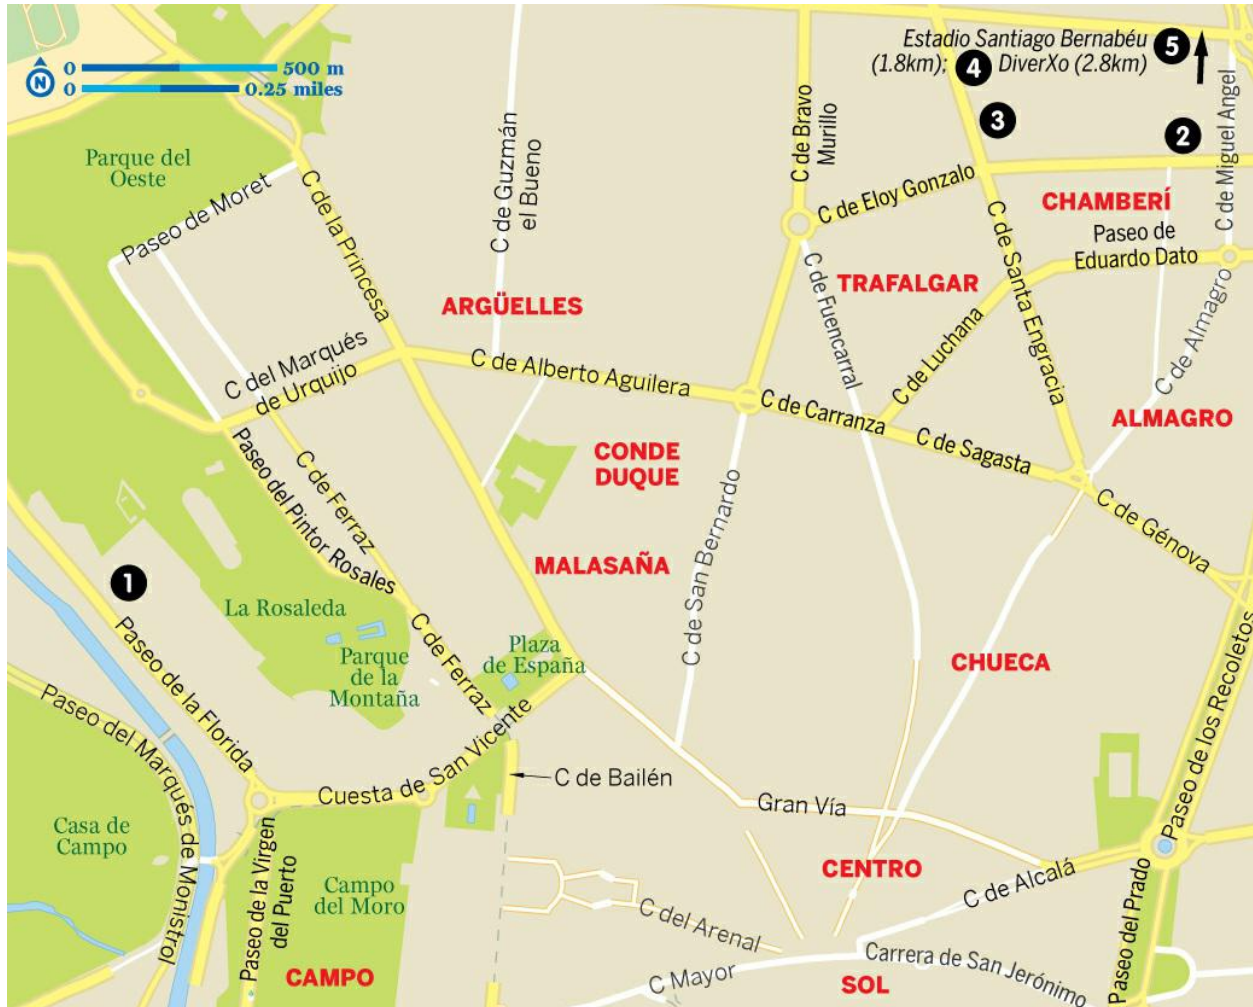 Estadio Santiago Bernabéu
5
(1.8km);
4
DiverXo (2.8km)
N
0
500 m
0
0.25 miles
3
2
C de Miguel Angel
C de Bravo
Murillo
C de Guzmán
el Bueno
Parque del
Oeste
Paseo de Moret
C de la Princesa
C de Eloy Gonzalo
CHAMBERÍ
C de Santa Engracia
Paseo de
Eduardo Dato
TRAFALGAR
C de Fuencarral
ARGÜELLES
C de Luchana
C de Almagro
C del Marqués
de Urquijo
C de Alberto Aguilera
C de Carranza
C de Sagasta
ALMAGRO
CONDE
DUQUE
Paseo del Pintor Rosales
C de Ferraz
C de San Bernardo
C de Génova
MALASAÑA
1
La Rosaleda
Parque
de la
Montaña
C de Ferraz
Plaza
de España
CHUECA
Paseo de la Florida
Paseo del Marqués de Monistrol
Cuesta de San Vicente
C de Bailén
Paseo de los Recoletos
Gran Vía
Casa de
Campo
Paseo de la Virgen
del Puerto
Campo
del Moro
CENTRO
C de Alcalá
C del Arenal
Paseo del Prado
Carrera de San Jerónimo
CAMPO
C Mayor
SOL